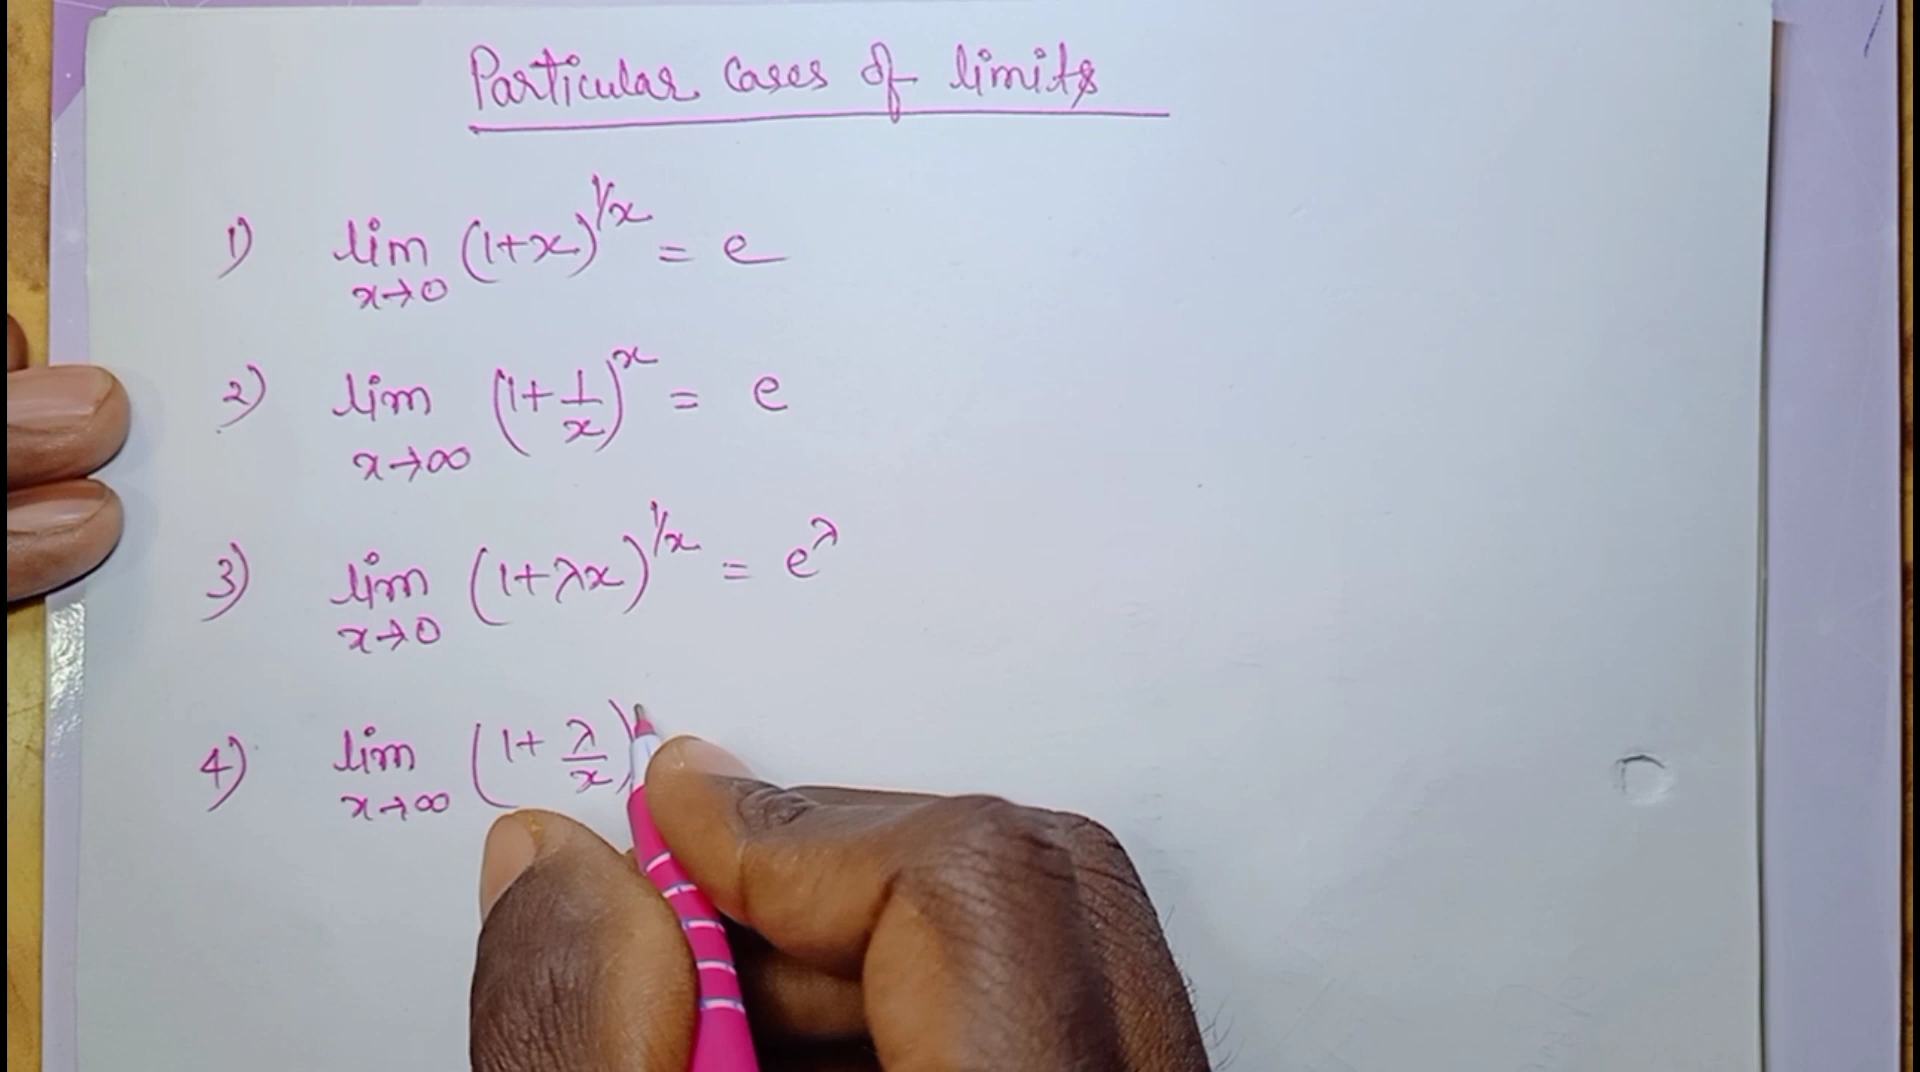 Particular Cases of limits
1) lim x→0 (1+x)^1/x = e
2) lim x→∞ (1+1/x)^x = e
3) lim x→0 (1+λx)^1/x = e^λ
4) lim x→∞ (1+λ/x)